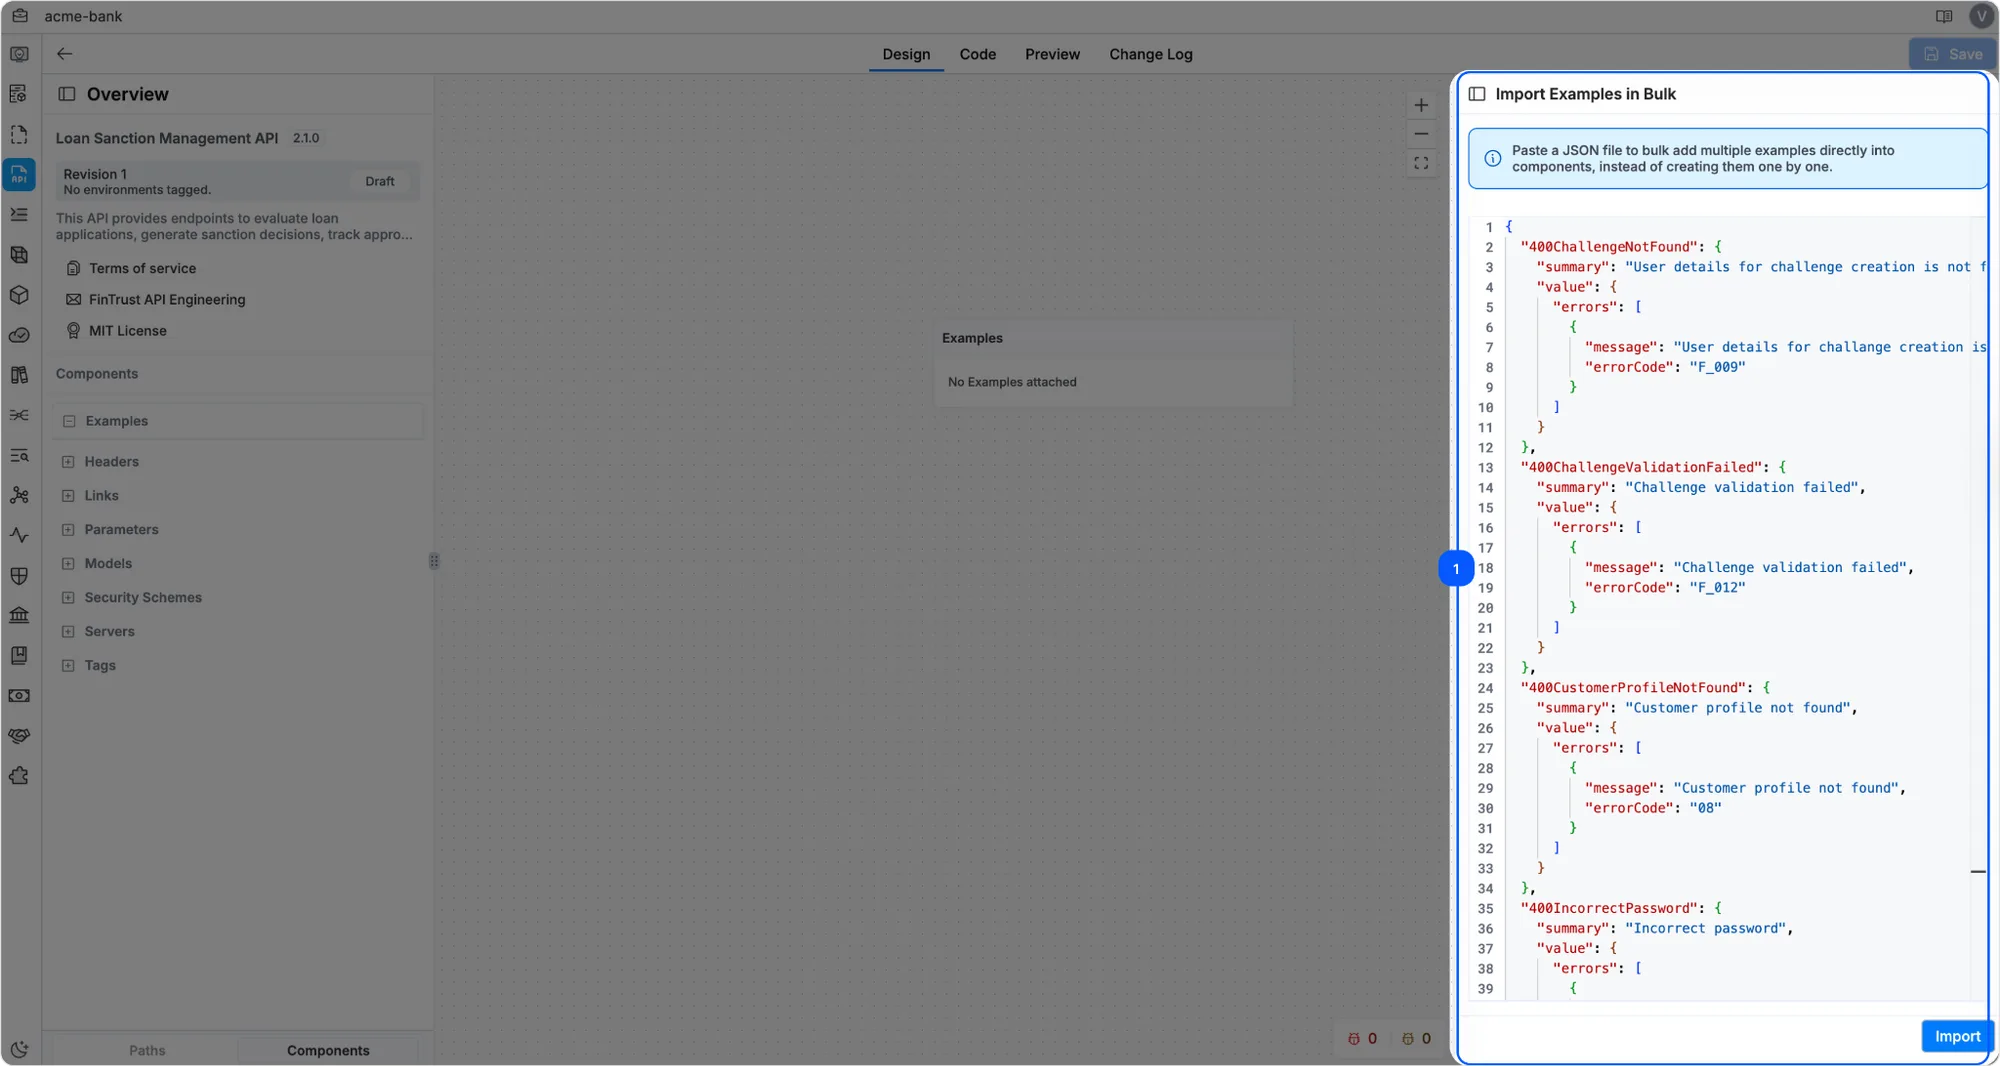 acme-bank
V
Design
Code
Preview
Change Log
Save
Overview
Loan Sanction Management API 2.1.0
Revision 1
No environments tagged.
Draft
This API provides endpoints to evaluate loan
applications, generate sanction decisions, track appro...
Terms of service
FinTrust API Engineering
MIT License
Components
Examples
Headers
Links
Parameters
Models
Security Schemes
Servers
Tags
Paths
Components
Examples
No Examples attached
0
0
1
Import Examples in Bulk
Paste a JSON file to bulk add multiple examples directly into
components, instead of creating them one by one.
1 {
2 "400ChallengeNotFound": {
3 "summary": "User details for challenge creation is not f
4 "value": {
5 "errors": [
6 {
7 "message": "User details for challange creation is
8 "errorCode": "F_009"
9 }
10 ]
11 }
12 },
13 "400ChallengeValidationFailed": {
14 "summary": "Challenge validation failed",
15 "value": {
16 "errors": [
17 {
18 "message": "Challenge validation failed",
19 "errorCode": "F_012"
20 }
21 ]
22 }
23 },
24 "400CustomerProfileNotFound": {
25 "summary": "Customer profile not found",
26 "value": {
27 "errors": [
28 {
29 "message": "Customer profile not found",
30 "errorCode": "08"
31 }
32 ]
33 }
34 },
35 "400IncorrectPassword": {
36 "summary": "Incorrect password",
37 "value": {
38 "errors": [
39 {
Import